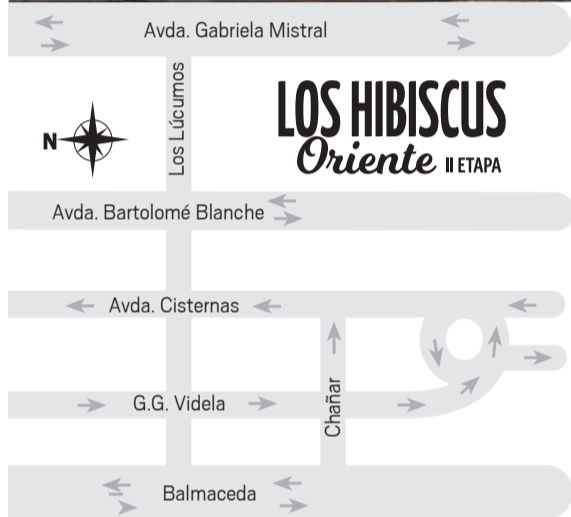 Avda. Gabriela Mistral
Los Lúcumos
N
LOS HIBISCUS
Oriente II ETAPA
Avda. Bartolomé Blanche
Avda. Cisternas
G.G. Videla
Chañar
Balmaceda